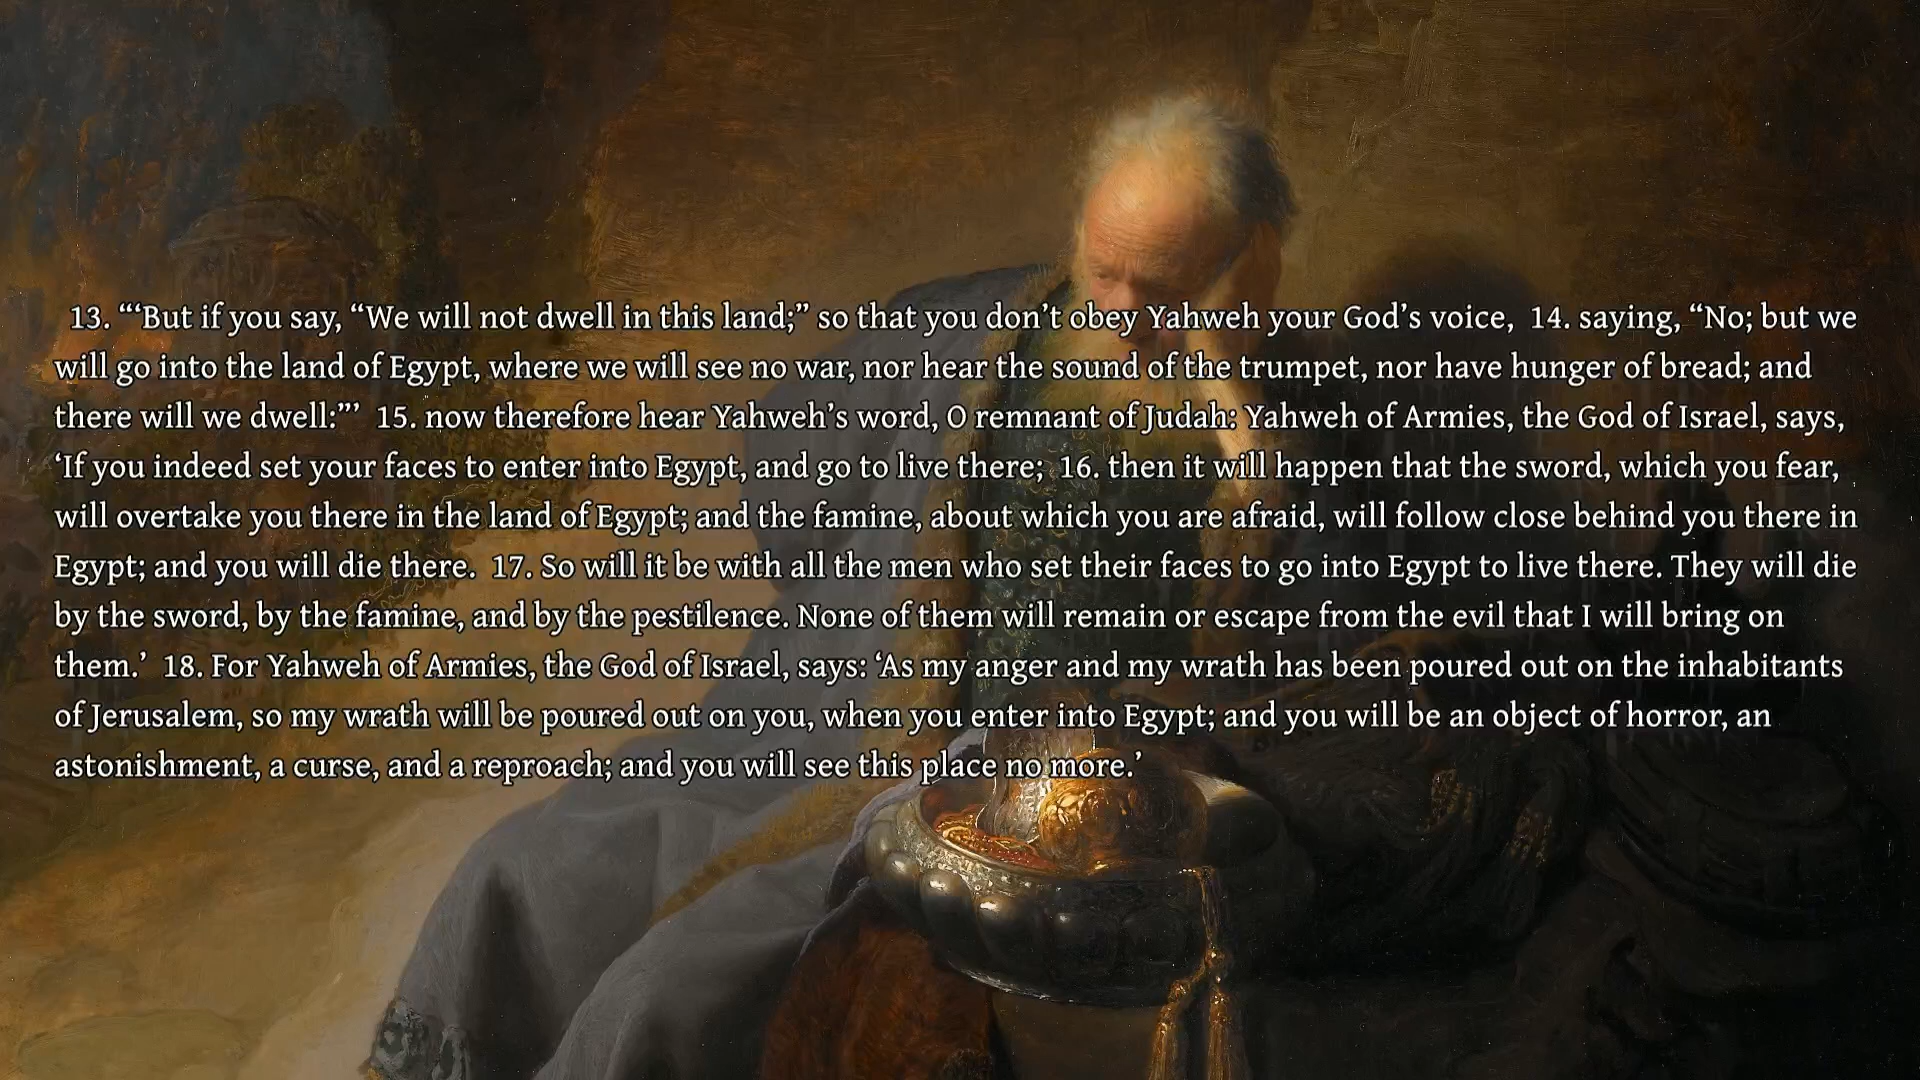 13. “‘But if you say, “We will not dwell in this land;” so that you don’t obey Yahweh your God’s voice,  14. saying, “No; but we
will go into the land of Egypt, where we will see no war, nor hear the sound of the trumpet, nor have hunger of bread; and
there will we dwell:”’  15. now therefore hear Yahweh’s word, O remnant of Judah: Yahweh of Armies, the God of Israel, says,
‘If you indeed set your faces to enter into Egypt, and go to live there;  16. then it will happen that the sword, which you fear,
will overtake you there in the land of Egypt; and the famine, about which you are afraid, will follow close behind you there in
Egypt; and you will die there.  17. So will it be with all the men who set their faces to go into Egypt to live there. They will die
by the sword, by the famine, and by the pestilence. None of them will remain or escape from the evil that I will bring on
them.’  18. For Yahweh of Armies, the God of Israel, says: ‘As my anger and my wrath has been poured out on the inhabitants
of Jerusalem, so my wrath will be poured out on you, when you enter into Egypt; and you will be an object of horror, an
astonishment, a curse, and a reproach; and you will see this place no more.’